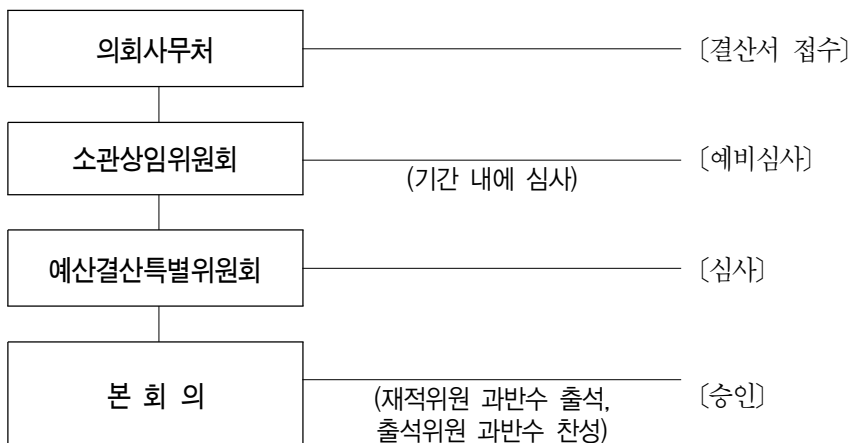 의회사무처 〔결산서 접수〕
소관상임위원회 (기간 내에 심사) 〔예비심사〕
예산결산특별위원회 〔심사〕
본 회 의 (재적위원 과반수 출석, 〔승인〕
출석위원 과반수 찬성)